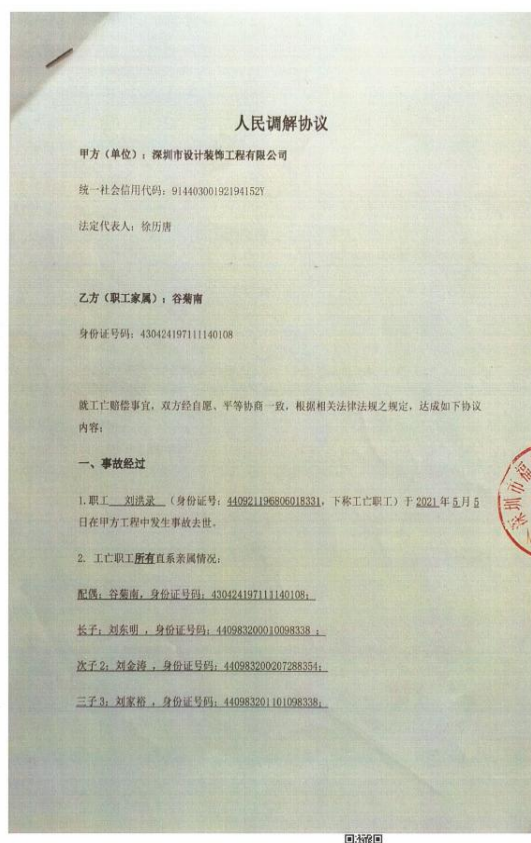 人民调解协议
甲方（单位）：深圳市设计装饰工程有限公司
统一社会信用代码：91440300192194152Y
法定代表人：徐历唐
乙方（职工家属）：谷菊南
身份证号码：430424197111140108
就工亡赔偿事宜，双方经自愿、平等协商一致，根据相关法律法规之规定，达成如下协议
内容：
一、事故经过
1.职工 刘洪录 （身份证号：440921196806018331，下称工亡职工）于 2021 年 5 月 5
日在甲方工程中发生事故去世。
2. 工亡职工所有直系亲属情况：
配偶：谷菊南，身份证号码：430424197111140108；
长子：刘东明 ，身份证号码：440983200010098338 ；
次子 2：刘金涛 ，身份证号码：440983200207288354；
三子 3：刘家裕 ，身份证号码：440983201101098338；
深圳市福